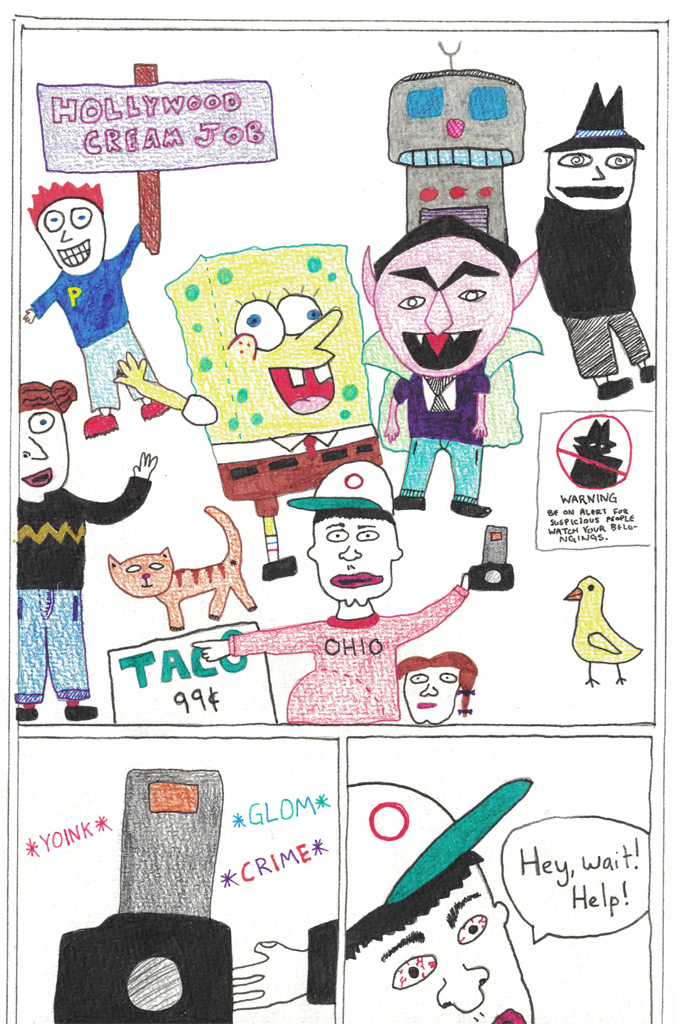 HOLLYWOOD
CREAM JOB
P
WARNING
BE ON ALERT FOR
SUSPICIOUS PEOPLE
WATCH YOUR BELO-
NGINGS.
OHIO
TACO
99¢
*YOINK*
*GLOM*
*CRIME*
Hey, wait!
Help!